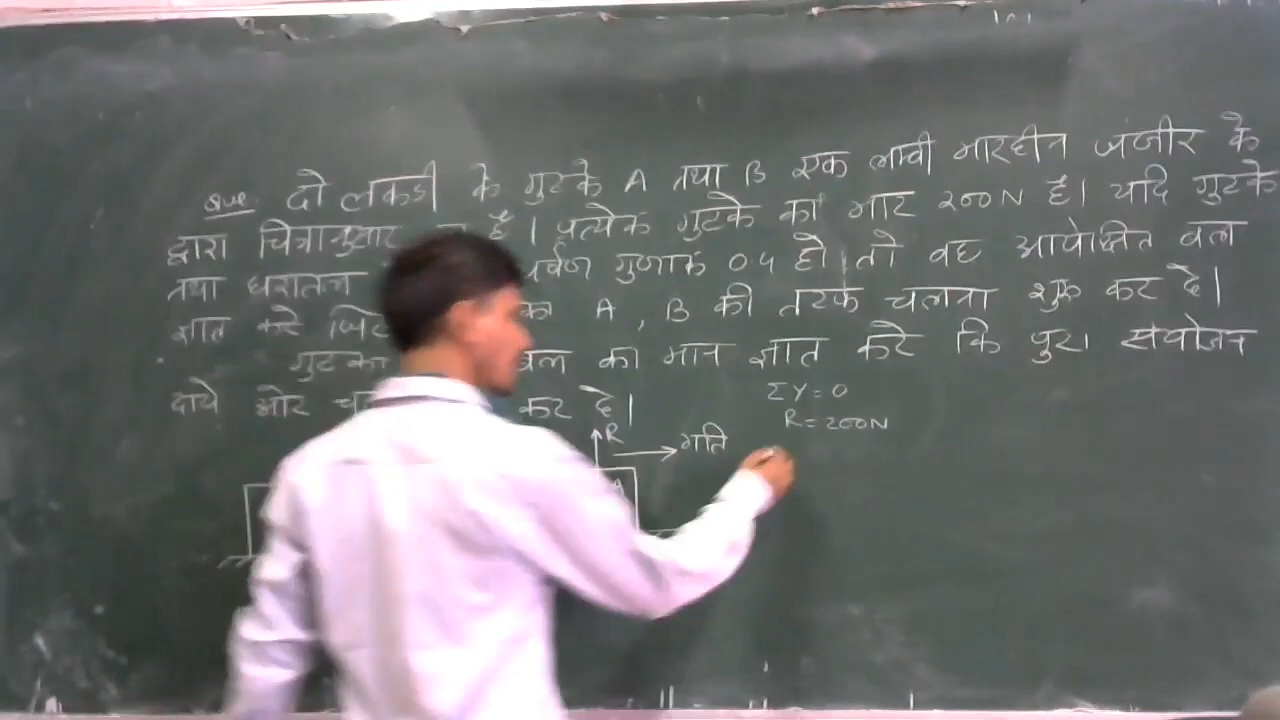 Que. दो लकडी के गुटके A तथा B एक लम्बी भारहीन जंजीर के
द्वारा चित्रानुसार है। प्रत्येक गुटके का भार 200N है। यदि गुटके
तथा धरातल र्षण गुणांक 0.4 हो। तो वह आपेक्षित बल
ज्ञात करे का A, B की तरफ चलना शुरू कर दे।
गुटका बल का मान ज्ञात करे कि पुरा संयोजन
दाये ओर कर दे।
ΣY=0
R=200N
R
गति
A